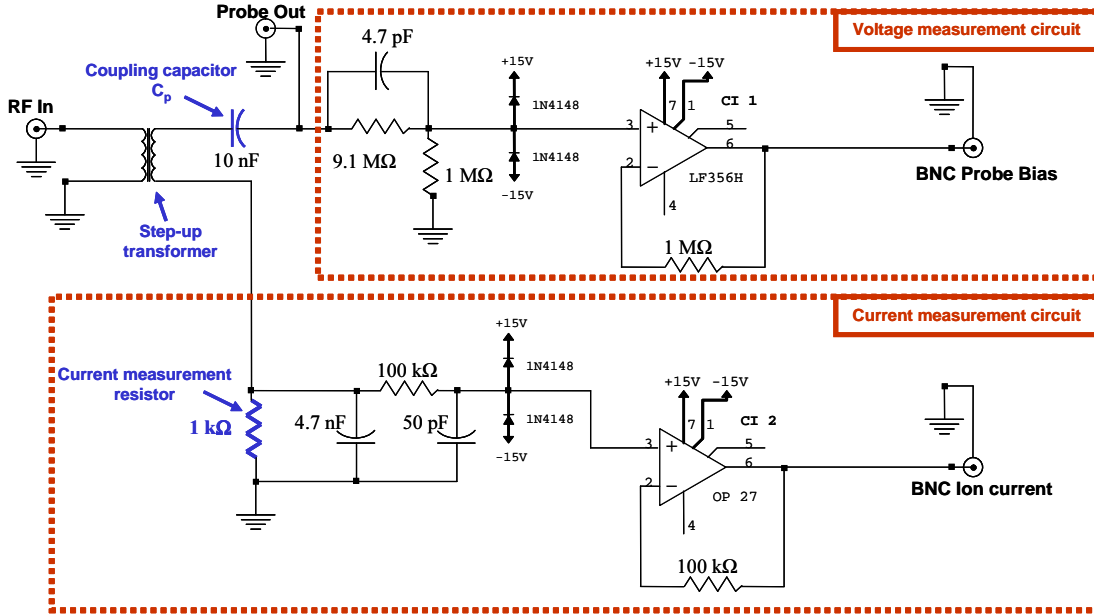 Probe Out
Voltage measurement circuit
4.7 pF
+15V
+15V
-15V
Coupling capacitor
Cp
RF In
1N4148
7
1
CI 1
3
+
5
6
10 nF
9.1 MΩ
1N4148
2
−
1 MΩ
-15V
LF356H
BNC Probe Bias
4
Step-up
transformer
1 MΩ
Current measurement circuit
+15V
Current measurement
resistor
100 kΩ
1N4148
+15V
-15V
1 kΩ
4.7 nF
50 pF
1N4148
7
1
CI 2
-15V
3
+
5
6
2
−
BNC Ion current
OP 27
4
100 kΩ